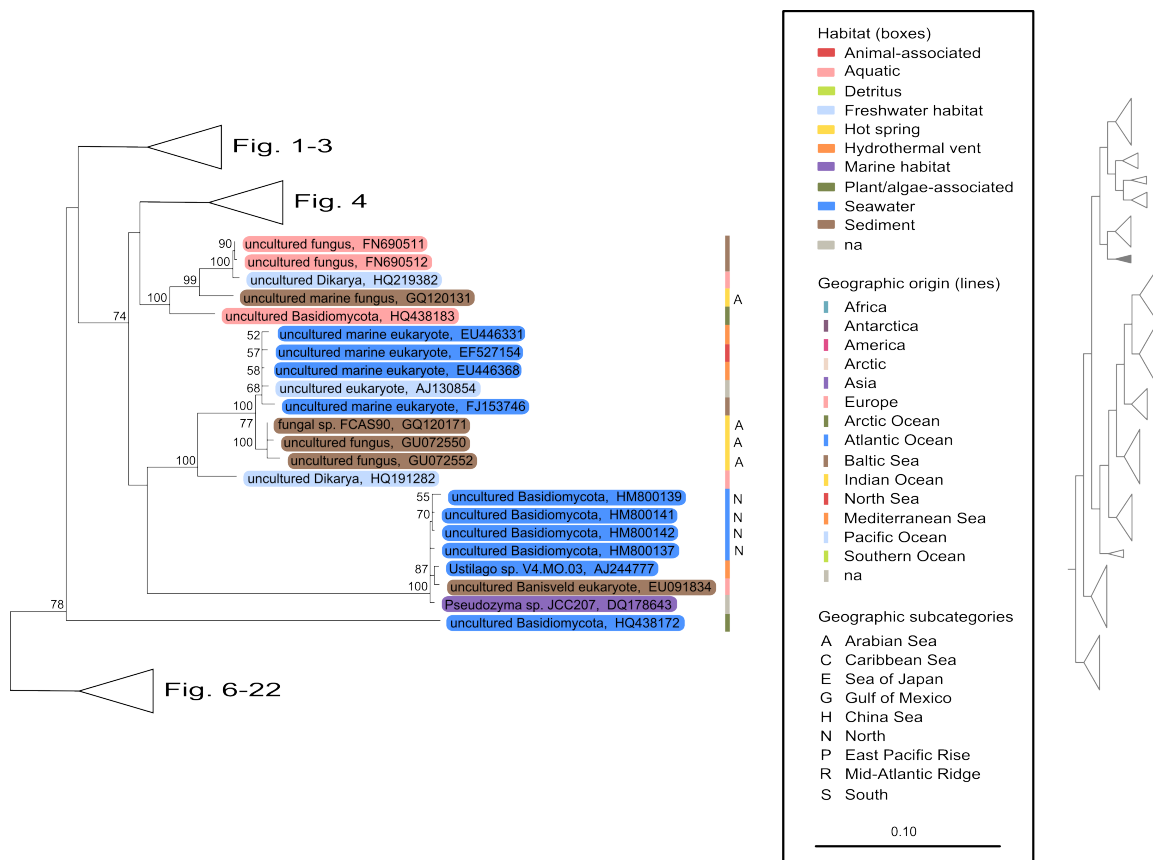 Fig. 1-3
Fig. 4
90
uncultured fungus, FN690511
uncultured fungus, FN690512
100
uncultured Dikarya, HQ219382
99
uncultured marine fungus, GQ120131
A
100
uncultured Basidiomycota, HQ438183
74
52
uncultured marine eukaryote, EU446331
57
uncultured marine eukaryote, EF527154
58
uncultured marine eukaryote, EU446368
68
uncultured eukaryote, AJ130854
100
uncultured marine eukaryote, FJ153746
77
fungal sp. FCAS90, GQ120171
A
100
uncultured fungus, GU072550
A
100
uncultured fungus, GU072552
A
uncultured Dikarya, HQ191282
55
uncultured Basidiomycota, HM800139
N
70
uncultured Basidiomycota, HM800141
N
uncultured Basidiomycota, HM800142
N
uncultured Basidiomycota, HM800137
N
87
Ustilago sp. V4.MO.03, AJ244777
100
uncultured Banisveld eukaryote, EU091834
Pseudozyma sp. JCC207, DQ178643
78
uncultured Basidiomycota, HQ438172
Fig. 6-22
Habitat (boxes)
Animal-associated
Aquatic
Detritus
Freshwater habitat
Hot spring
Hydrothermal vent
Marine habitat
Plant/algae-associated
Seawater
Sediment
na
Geographic origin (lines)
Africa
Antarctica
America
Arctic
Asia
Europe
Arctic Ocean
Atlantic Ocean
Baltic Sea
Indian Ocean
North Sea
Mediterranean Sea
Pacific Ocean
Southern Ocean
na
Geographic subcategories
A Arabian Sea
C Caribbean Sea
E Sea of Japan
G Gulf of Mexico
H China Sea
N North
P East Pacific Rise
R Mid-Atlantic Ridge
S South
0.10